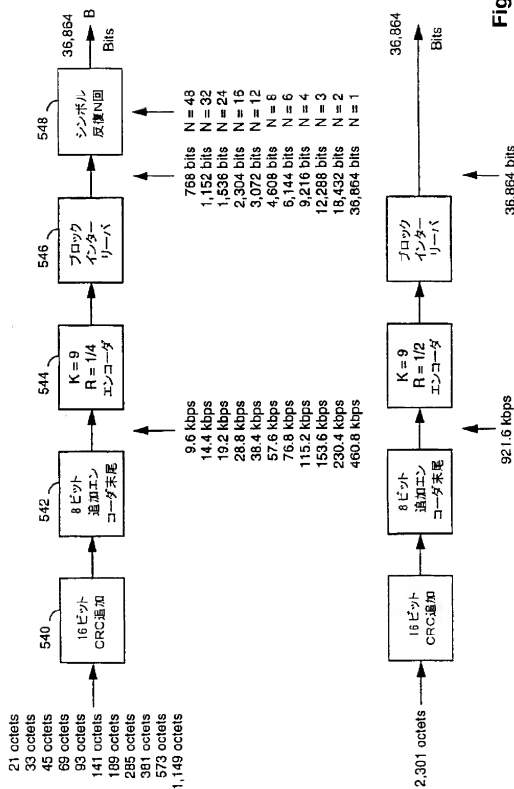 21 octets
33 octets
45 octets
69 octets
93 octets
141 octets
189 octets
285 octets
381 octets
573 octets
1,149 octets
540
16ビット
CRC追加
542
8ビット
追加エン
コーダ末尾
9.6 kbps
14.4 kbps
19.2 kbps
28.8 kbps
38.4 kbps
57.6 kbps
76.8 kbps
115.2 kbps
153.6 kbps
230.4 kbps
460.8 kbps
544
K = 9
R = 1/4
エンコーダ
546
ブロック
インター
リーバ
768 bits N = 48
1,152 bits N = 32
1,536 bits N = 24
2,304 bits N = 16
3,072 bits N = 12
4,608 bits N = 8
6,144 bits N = 6
9,216 bits N = 4
12,288 bits N = 3
18,432 bits N = 2
36,864 bits N = 1
548
シンボル
反復N回
36,864 B
Bits
2,301 octets
16ビット
CRC追加
8ビット
追加エン
コーダ末尾
921.6 kbps
K = 9
R = 1/2
エンコーダ
ブロック
インター
リーバ
36,864 bits
36,864
Bits
Fig